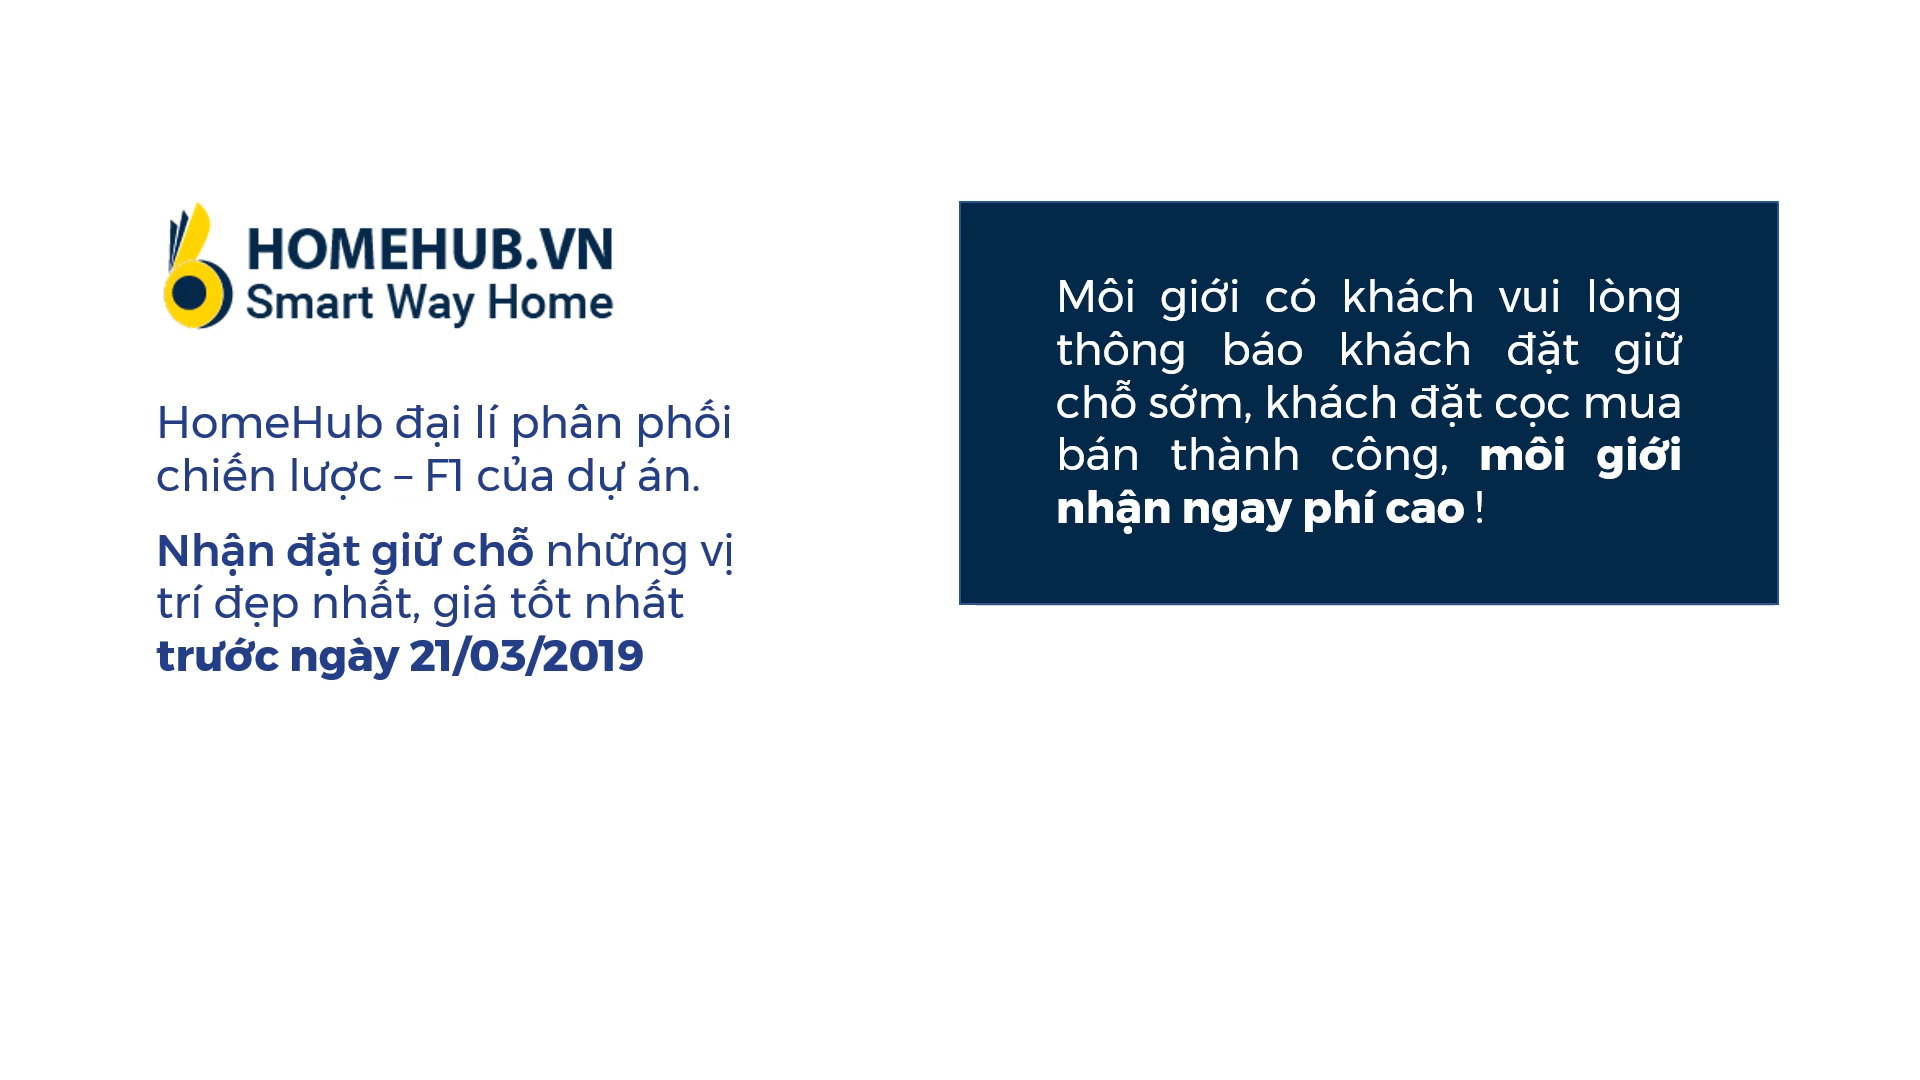 HOMEHUB.VN
Smart Way Home
HomeHub đại lí phân phối
chiến lược – F1 của dự án.
Nhận đặt giữ chỗ những vị
trí đẹp nhất, giá tốt nhất
trước ngày 21/03/2019
Môi giới có khách vui lòng
thông báo khách đặt giữ
chỗ sớm, khách đặt cọc mua
bán thành công, môi giới
nhận ngay phí cao !